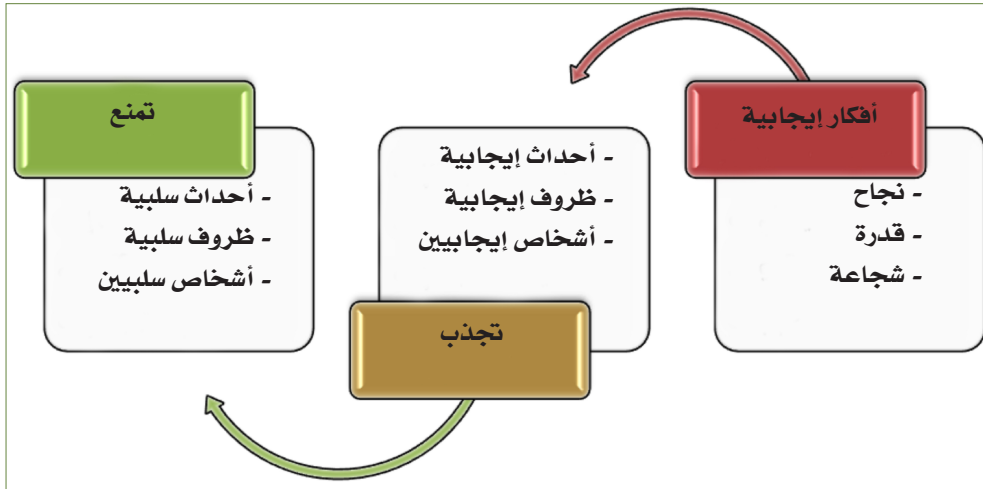 أفكار إيجابية
- نجاح
- قدرة
- شجاعة
- أحداث إيجابية
- ظروف إيجابية
- أشخاص إيجابيين
تجذب
تمنع
- أحداث سلبية
- ظروف سلبية
- أشخاص سلبيين